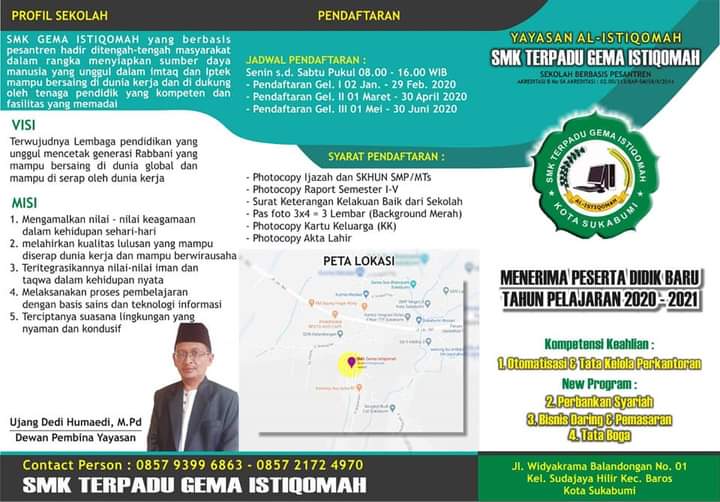 PROFIL SEKOLAH
SMK GEMA ISTIQOMAH yang berbasis
pesantren hadir ditengah-tengah masyarakat
dalam rangka menyiapkan sumber daya
manusia yang unggul dalam imtaq dan Iptek
mampu bersaing di dunia kerja dan di dukung
oleh tenaga pendidik yang kompeten dan
fasilitas yang memadai
VISI
Terwujudnya Lembaga pendidikan yang
unggul mencetak generasi Rabbani yang
mampu bersaing di dunia global dan
mampu di serap oleh dunia kerja
MISI
1. Mengamalkan nilai - nilai keagamaan
dalam kehidupan sehari-hari
2. melahirkan kualitas lulusan yang mampu
diserap dunia kerja dan mampu berwirausaha
3. Teritegrasikannya nilai-nilai iman dan
taqwa dalam kehidupan nyata
4. Melaksanakan proses pembelajaran
dengan basis sains dan teknologi informasi
5. Terciptanya suasana lingkungan yang
nyaman dan kondusif
Ujang Dedi Humaedi, M.Pd
Dewan Pembina Yayasan
PENDAFTARAN
JADWAL PENDAFTARAN :
Senin s.d. Sabtu Pukul 08.00 - 16.00 WIB
- Pendaftaran Gel. I 02 Jan. - 29 Feb. 2020
- Pendaftaran Gel. II 01 Maret - 30 April 2020
- Pendaftaran Gel. III 01 Mei - 30 Juni 2020
SYARAT PENDAFTARAN :
- Photocopy Ijazah dan SKHUN SMP/MTs
- Photocopy Raport Semester I-V
- Surat Keterangan Kelakuan Baik dari Sekolah
- Pas foto 3x4 = 3 Lembar (Background Merah)
- Photocopy Kartu Keluarga (KK)
- Photocopy Akta Lahir
PETA LOKASI
SMK Gema Istiqomah
Contact Person : 0857 9399 6863 - 0857 2172 4970
SMK TERPADU GEMA ISTIQOMAH
YAYASAN AL-ISTIQOMAH
SMK TERPADU GEMA ISTIQOMAH
SEKOLAH BERBASIS PESANTREN
SMK TERPADU GEMA ISTIQOMAH
AL-ISTIQOMAH
KOTA SUKABUMI
MENERIMA PESERTA DIDIK BARU
TAHUN PELAJARAN 2020 - 2021
Kompetensi Keahlian :
1. Otomatisasi & Tata Kelola Perkantoran
New Program :
2. Perbankan Syariah
3. Bisnis Daring & Pemasaran
4. Tata Boga
Jl. Widyakrama Balandongan No. 01
Kel. Sudajaya Hilir Kec. Baros
Kota Sukabumi